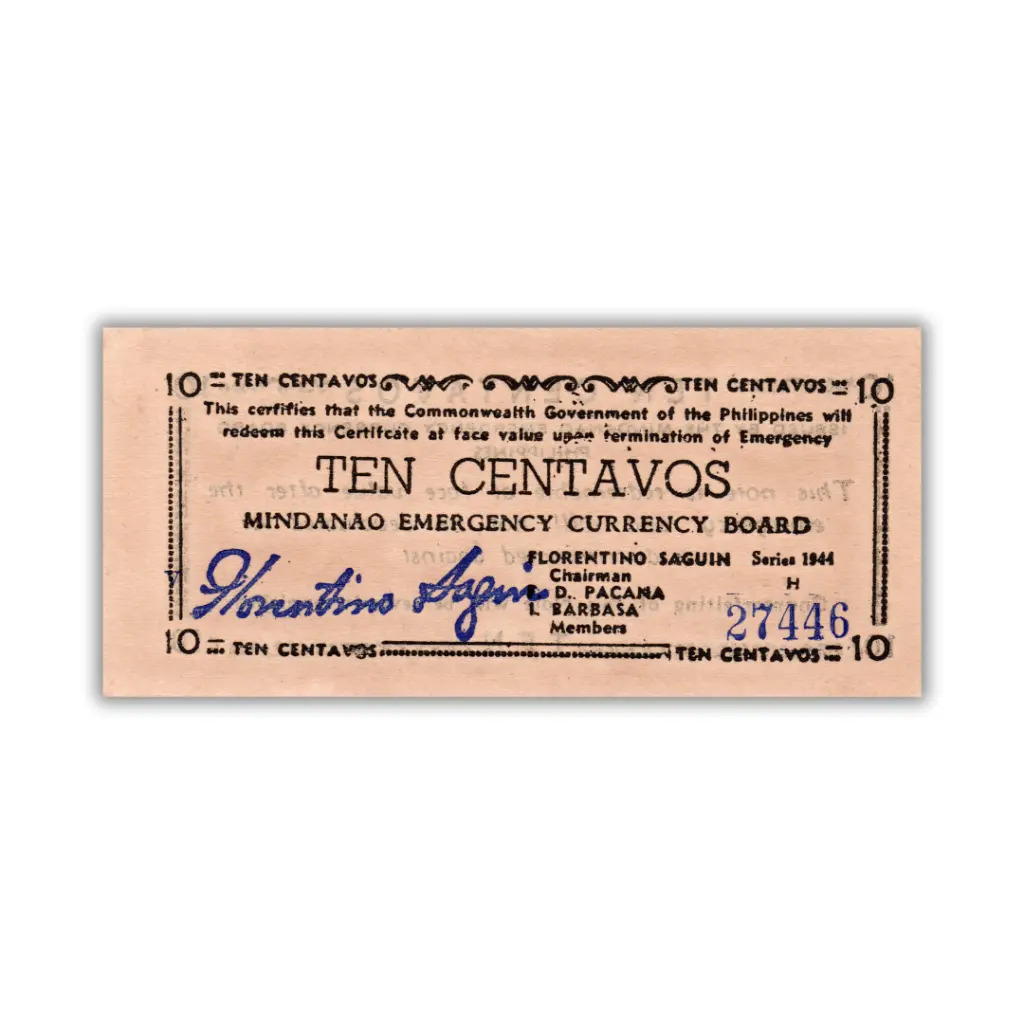 10 = TEN CENTAVOS TEN CENTAVOS = 10
This cerfifies that the Commonwealth Government of the Philippines will
redeem this Certifcate at face value upon termination of Emergency
TEN CENTAVOS
MINDANAO EMERGENCY CURRENCY BOARD
FLORENTINO SAGUIN Series 1944
Chairman H
D. PACANA
I. BARBASA
Members
Florentino Saguin
27446
10 = TEN CENTAVOS TEN CENTAVOS = 10